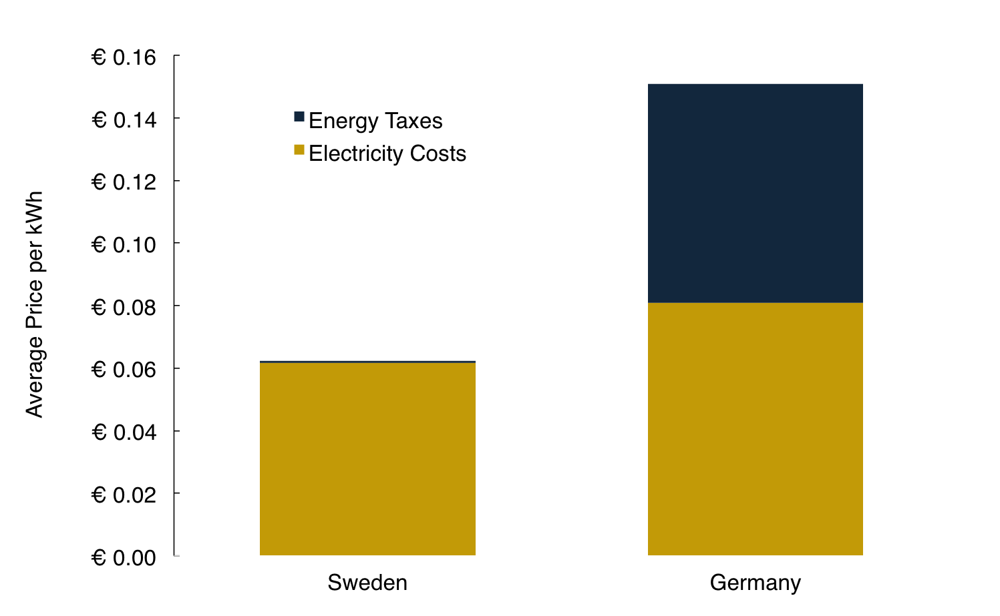 € 0.16
€ 0.14
€ 0.12
€ 0.10
€ 0.08
€ 0.06
€ 0.04
€ 0.02
€ 0.00
Average Price per kWh
Energy Taxes
Electricity Costs
Sweden
Germany